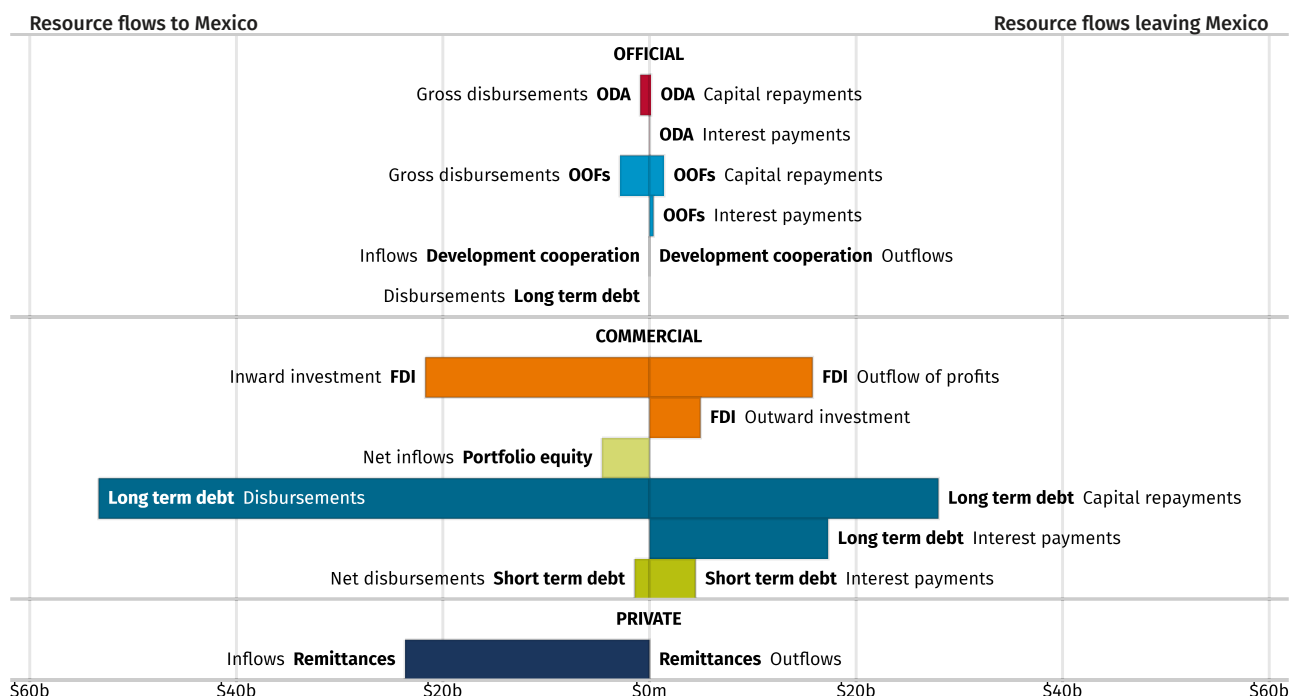 Resource flows to Mexico Resource flows leaving Mexico
OFFICIAL
Gross disbursements ODA ODA Capital repayments
ODA Interest payments
Gross disbursements OOFs OOFs Capital repayments
OOFs Interest payments
Inflows Development cooperation Development cooperation Outflows
Disbursements Long term debt
COMMERCIAL
Inward investment FDI FDI Outflow of profits
FDI Outward investment
Net inflows Portfolio equity
Long term debt Disbursements Long term debt Capital repayments
Long term debt Interest payments
Net disbursements Short term debt Short term debt Interest payments
PRIVATE
Inflows Remittances Remittances Outflows
$60b $40b $20b $0m $20b $40b $60b